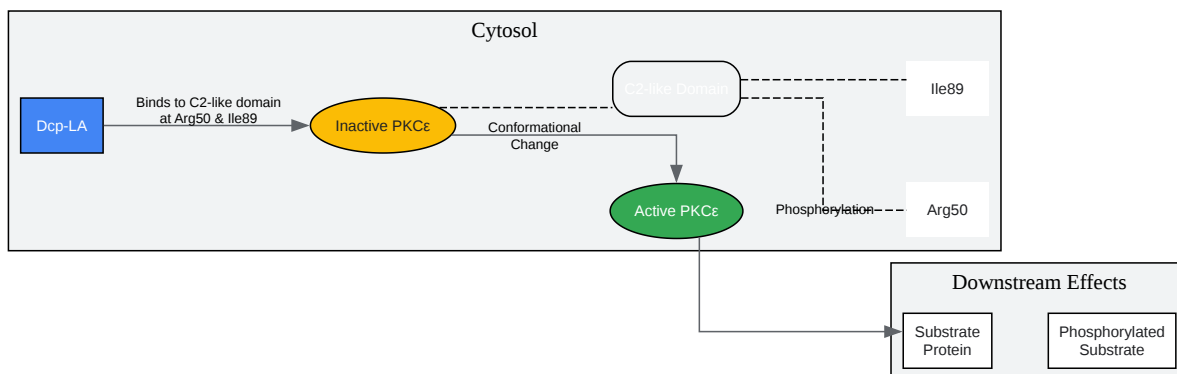 Cytosol
C2-like Domain
Ile89
Binds to C2-like domain
at Arg50 & Ile89
Dcp-LA
Inactive PKCε
Conformational
Change
Active PKCε
Phosphorylation
Arg50
Downstream Effects
Substrate
Protein
Phosphorylated
Substrate